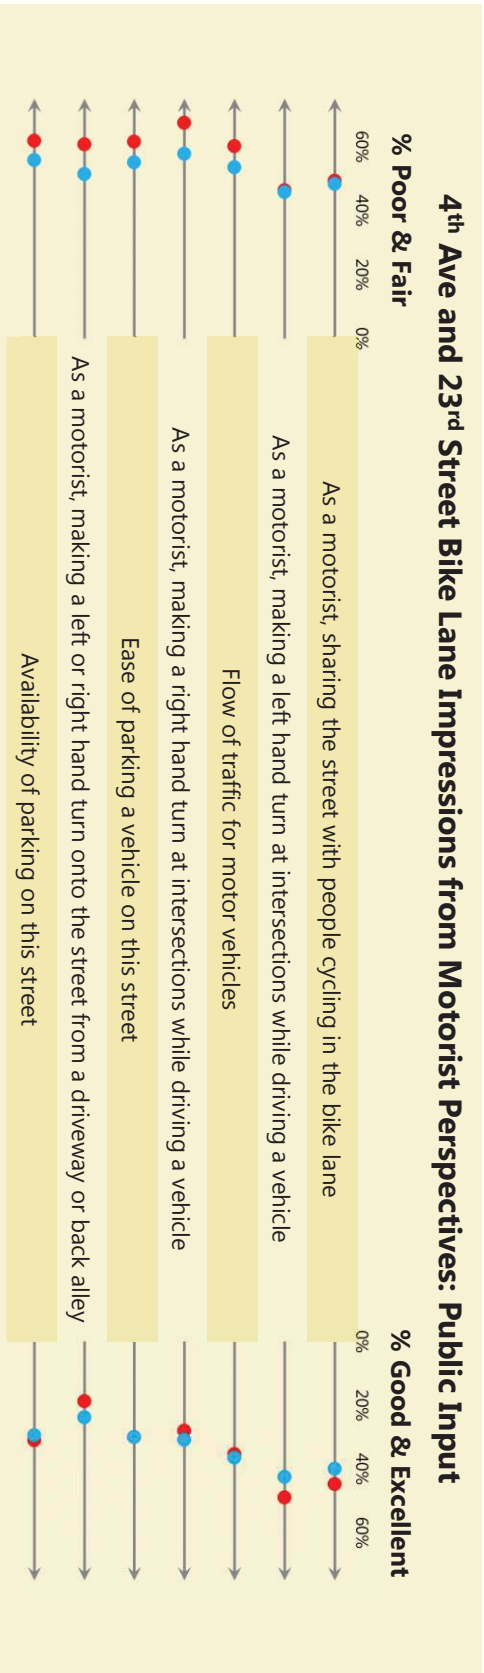 4th Ave and 23rd Street Bike Lane Impressions from Motorist Perspectives: Public Input
% Poor & Fair
% Good & Excellent
60% 40% 20% 0%
0% 20% 40% 60%
As a motorist, sharing the street with people cycling in the bike lane
As a motorist, making a left hand turn at intersections while driving a vehicle
Flow of traffic for motor vehicles
As a motorist, making a right hand turn at intersections while driving a vehicle
Ease of parking a vehicle on this street
As a motorist, making a left or right hand turn onto the street from a driveway or back alley
Availability of parking on this street